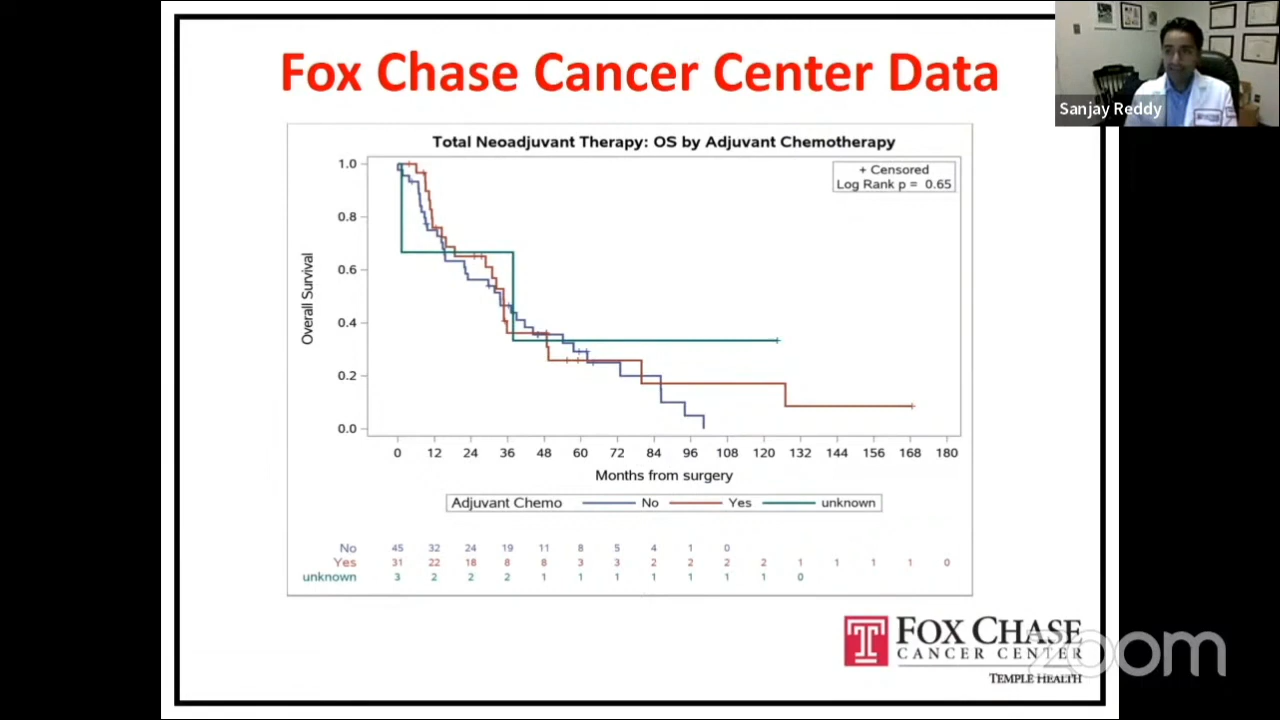 Fox Chase Cancer Center Data
Sanjay Reddy
Total Neoadjuvant Therapy: OS by Adjuvant Chemotherapy
+ Censored
Log Rank p = 0.65
Overall Survival
1.0
0.8
0.6
0.4
0.2
0.0
0 12 24 36 48 60 72 84 96 108 120 132 144 156 168 180
Months from surgery
Adjuvant Chemo No Yes unknown
No 45 32 24 19 11 8 5 4 1 0
Yes 31 22 18 8 8 3 3 2 2 2 2 1 1 1 1 0
unknown 3 2 2 2 1 1 1 1 1 1 1 0
FOX CHASE
CANCER CENTER
TEMPLE HEALTH
zoom